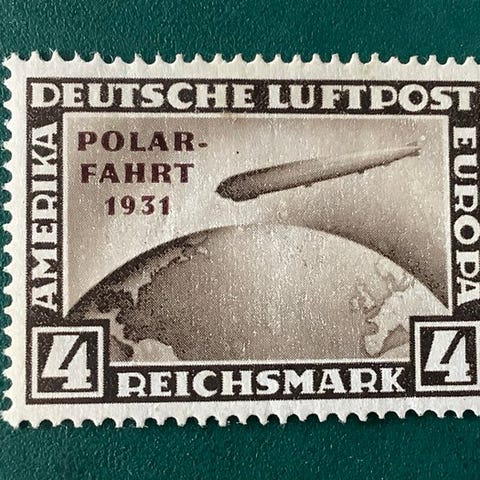 DEUTSCHE LUFTPOST
AMERIKA
POLAR-
FAHRT
1931
EUROPA
4 REICHSMARK 4